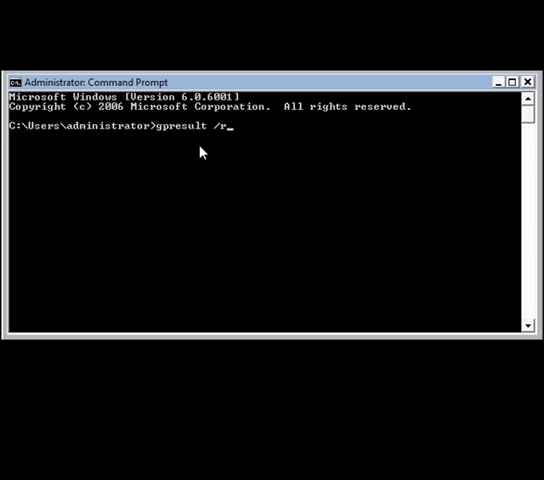 Administrator: Command Prompt
Microsoft Windows [Version 6.0.6001]
Copyright (c) 2006 Microsoft Corporation.  All rights reserved.
C:\Users\administrator>gpresult /r_